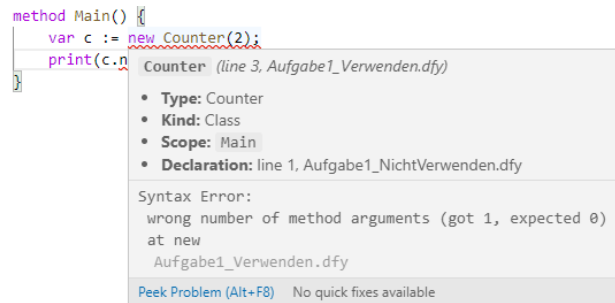 method Main() {
var c := new Counter(2);
print(c.n
}
Counter (line 3, Aufgabe1_Verwenden.dfy)
• Type: Counter
• Kind: Class
• Scope: Main
• Declaration: line 1, Aufgabe1_NichtVerwenden.dfy
Syntax Error:
wrong number of method arguments (got 1, expected 0)
at new
Aufgabe1_Verwenden.dfy
Peek Problem (Alt+F8) No quick fixes available